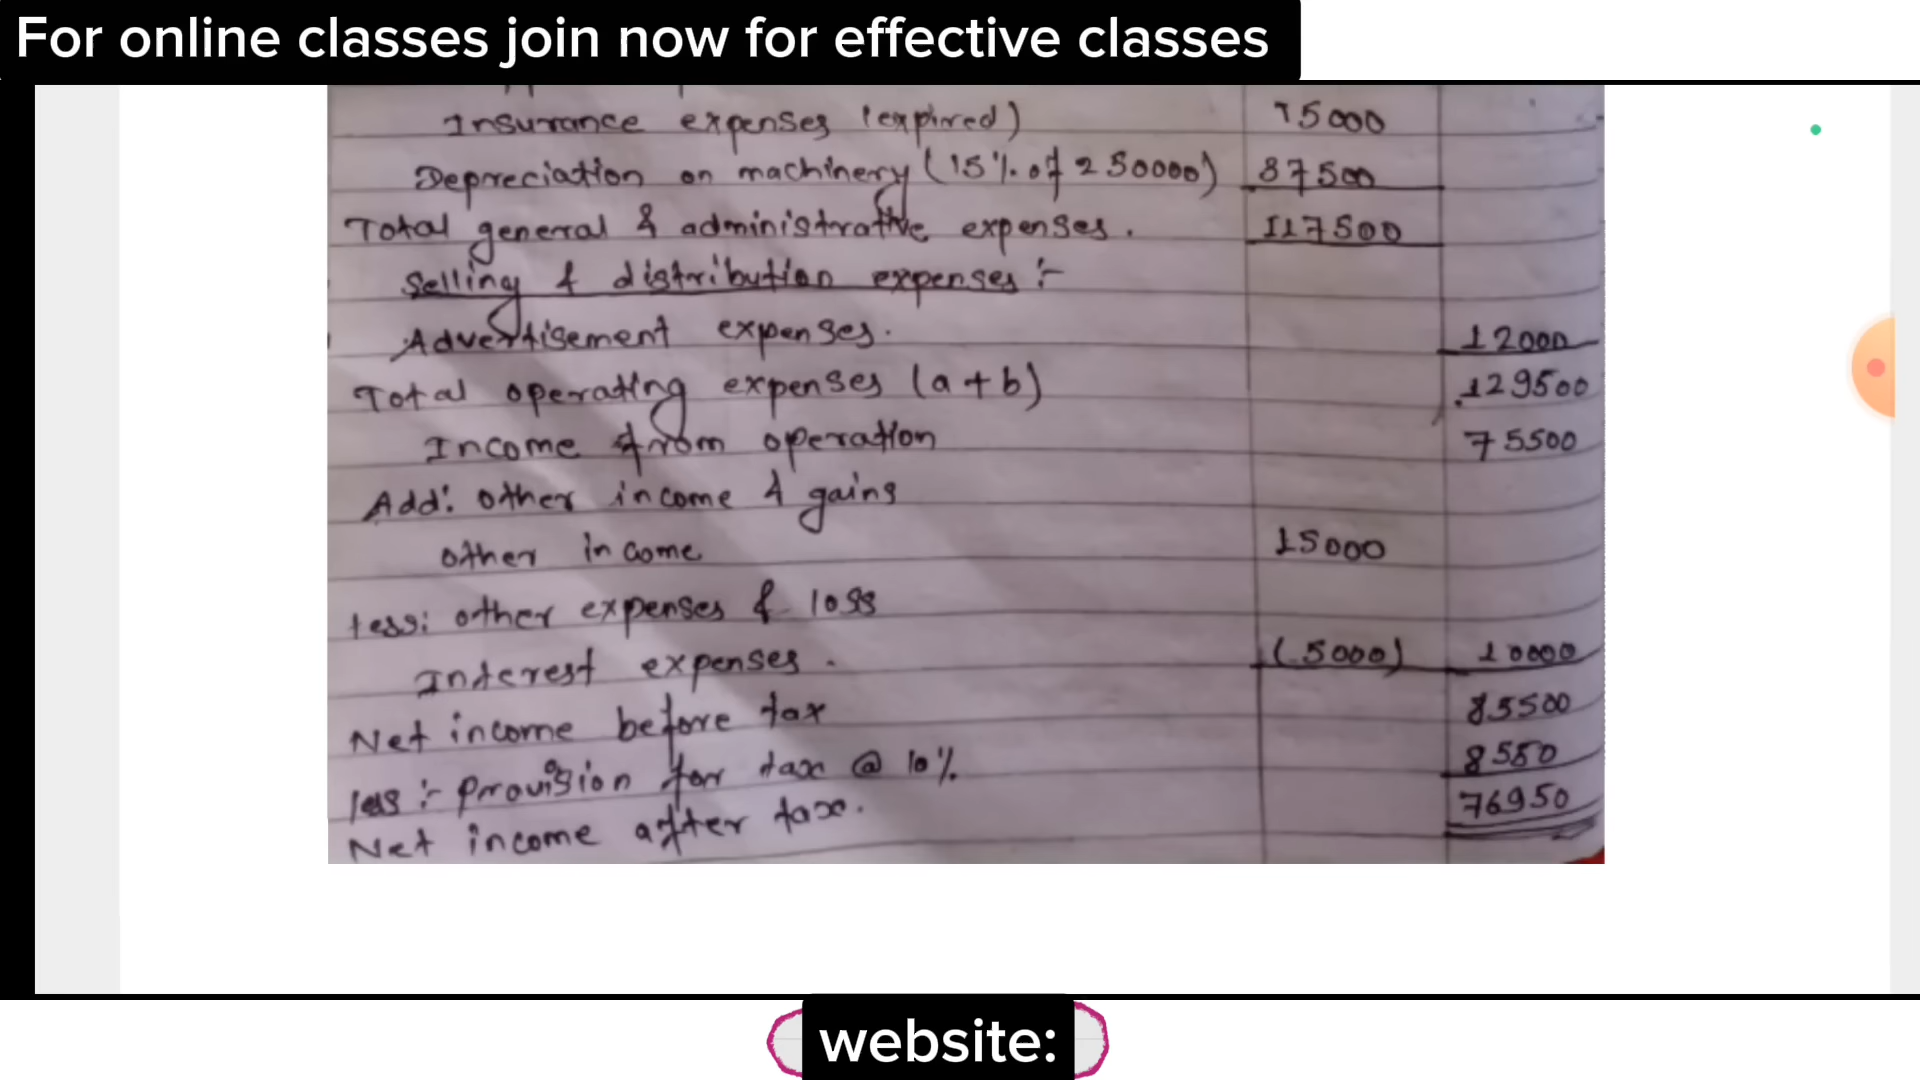 For online classes join now for effective classes
Insurance expenses (expired) 15000
Depreciation on machinery (15% of 250000) 37500
Total general & administrative expenses. 117500
Selling & distribution expenses :-
Advertisement expenses. 12000
Total operating expenses (a+b) 129500
Income from operation 75500
Add: other income & gains
other income 15000
less: other expenses & loss
Interest expenses. (5000) 10000
Net income before tax 85500
less :- provision for tax @ 10% 8550
Net income after tax. 76950
website: